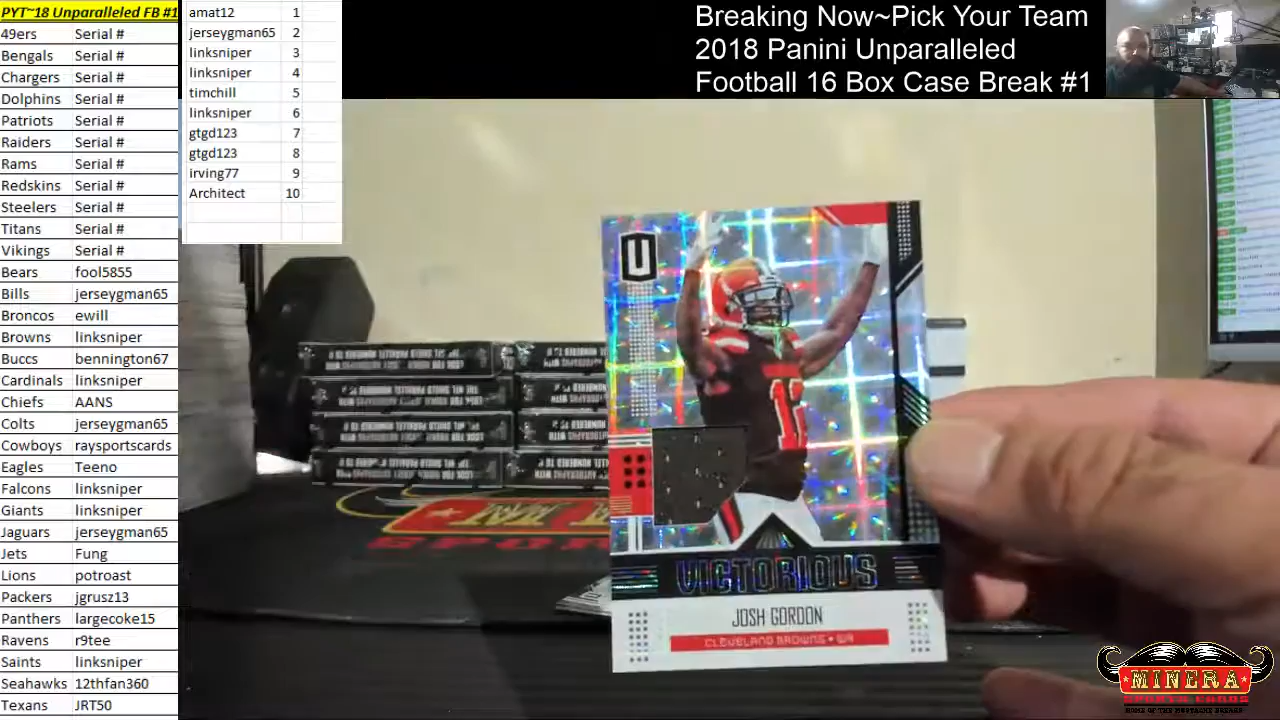 PYT~18 Unparalleled FB #1
49ers Serial #
Bengals Serial #
Chargers Serial #
Dolphins Serial #
Patriots Serial #
Raiders Serial #
Rams Serial #
Redskins Serial #
Steelers Serial #
Titans Serial #
Vikings Serial #
Bears fool5855
Bills jerseygman65
Broncos ewill
Browns linksniper
Buccs bennington67
Cardinals linksniper
Chiefs AANS
Colts jerseygman65
Cowboys raysportscards
Eagles Teeno
Falcons linksniper
Giants linksniper
Jaguars jerseygman65
Jets Fung
Lions potroast
Packers jgrusz13
Panthers largecoke15
Ravens r9tee
Saints linksniper
Seahawks 12thfan360
Texans JRT50
amat12 1
jerseygman65 2
linksniper 3
linksniper 4
timchill 5
linksniper 6
gtgd123 7
gtgd123 8
irving77 9
Architect 10
Breaking Now~Pick Your Team
2018 Panini Unparalleled
Football 16 Box Case Break #1
U
VICTORIOUS
JOSH GORDON
CLEVELAND BROWNS • WR
MINERA
SPORTS CARDS